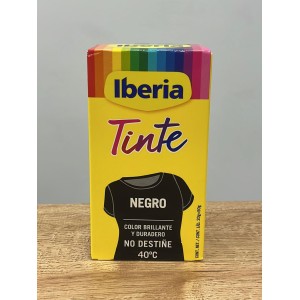 Iberia
Tinte
NEGRO
COLOR BRILLANTE
Y DURADERO
NO DESTIÑE
40ºC